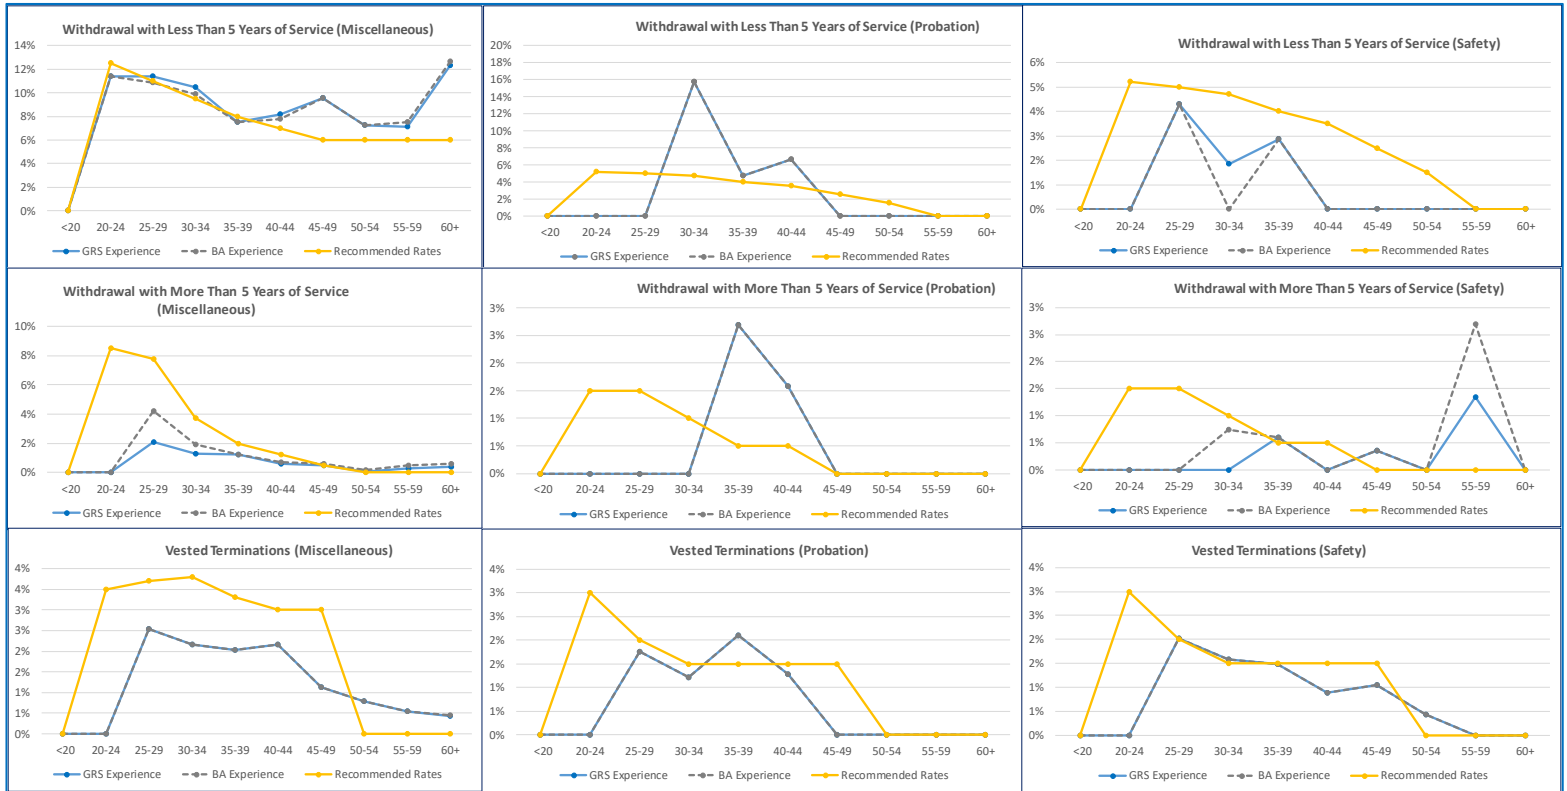 Withdrawal with Less Than 5 Years of Service (Miscellaneous)
14%
12%
10%
8%
6%
4%
2%
0%
<20 20-24 25-29 30-34 35-39 40-44 45-49 50-54 55-59 60+
GRS Experience BA Experience Recommended Rates
Withdrawal with Less Than 5 Years of Service (Probation)
20%
18%
16%
14%
12%
10%
8%
6%
4%
2%
0%
<20 20-24 25-29 30-34 35-39 40-44 45-49 50-54 55-59 60+
GRS Experience BA Experience Recommended Rates
Withdrawal with Less Than 5 Years of Service (Safety)
6%
5%
4%
3%
2%
1%
0%
<20 20-24 25-29 30-34 35-39 40-44 45-49 50-54 55-59 60+
GRS Experience BA Experience Recommended Rates
Withdrawal with More Than 5 Years of Service
(Miscellaneous)
10%
8%
6%
4%
2%
0%
<20 20-24 25-29 30-34 35-39 40-44 45-49 50-54 55-59 60+
GRS Experience BA Experience Recommended Rates
Withdrawal with More Than 5 Years of Service (Probation)
3%
3%
2%
2%
1%
1%
0%
<20 20-24 25-29 30-34 35-39 40-44 45-49 50-54 55-59 60+
GRS Experience BA Experience Recommended Rates
Withdrawal with More Than 5 Years of Service (Safety)
3%
3%
2%
2%
1%
1%
0%
<20 20-24 25-29 30-34 35-39 40-44 45-49 50-54 55-59 60+
GRS Experience BA Experience Recommended Rates
Vested Terminations (Miscellaneous)
4%
4%
3%
3%
2%
2%
1%
1%
0%
<20 20-24 25-29 30-34 35-39 40-44 45-49 50-54 55-59 60+
GRS Experience BA Experience Recommended Rates
Vested Terminations (Probation)
4%
3%
3%
2%
2%
1%
1%
0%
<20 20-24 25-29 30-34 35-39 40-44 45-49 50-54 55-59 60+
GRS Experience BA Experience Recommended Rates
Vested Terminations (Safety)
4%
3%
3%
2%
2%
1%
1%
0%
<20 20-24 25-29 30-34 35-39 40-44 45-49 50-54 55-59 60+
GRS Experience BA Experience Recommended Rates